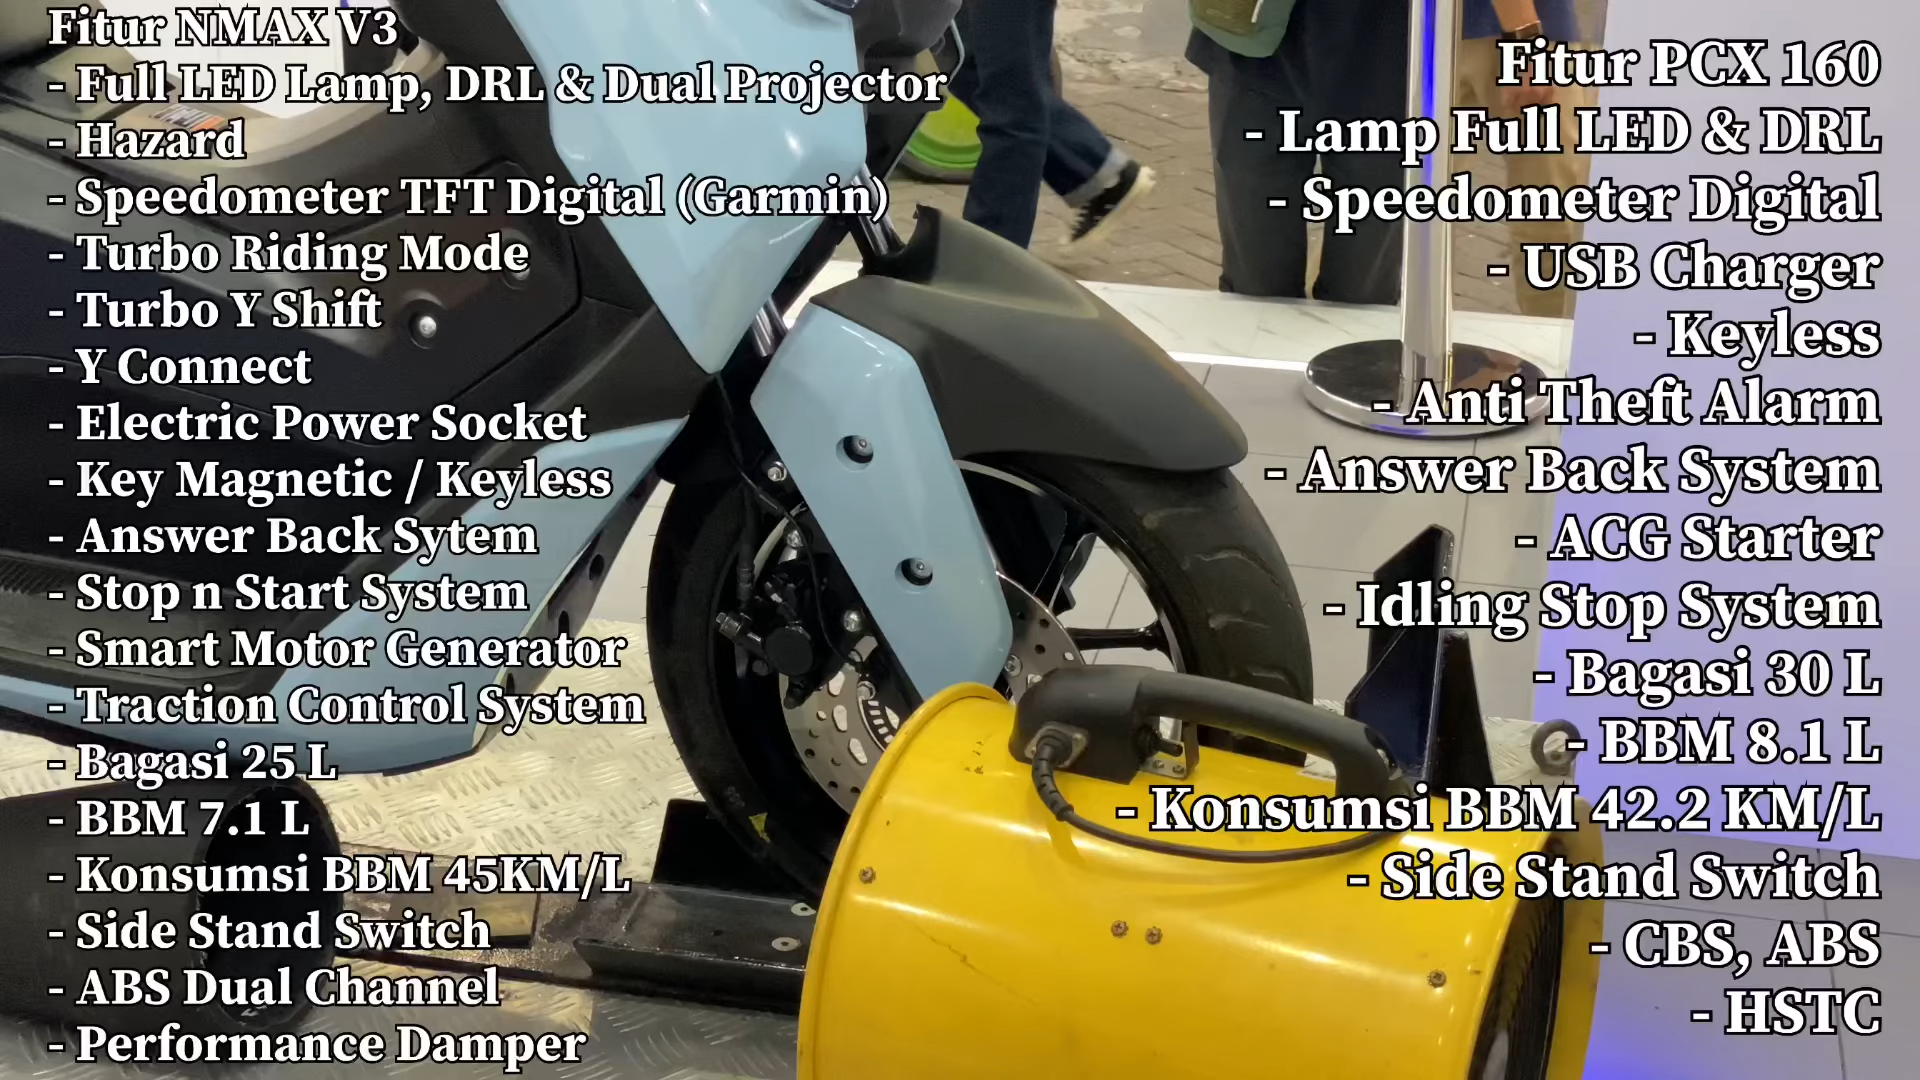 Fitur NMAX V3
- Full LED Lamp, DRL & Dual Projector
- Hazard
- Speedometer TFT Digital (Garmin)
- Turbo Riding Mode
- Turbo Y Shift
- Y Connect
- Electric Power Socket
- Key Magnetic / Keyless
- Answer Back Sytem
- Stop n Start System
- Smart Motor Generator
- Traction Control System
- Bagasi 25 L
- BBM 7.1 L
- Konsumsi BBM 45KM/L
- Side Stand Switch
- ABS Dual Channel
- Performance Damper
Fitur PCX 160
- Lamp Full LED & DRL
- Speedometer Digital
- USB Charger
- Keyless
- Anti Theft Alarm
- Answer Back System
- ACG Starter
- Idling Stop System
- Bagasi 30 L
- BBM 8.1 L
- Konsumsi BBM 42.2 KM/L
- Side Stand Switch
- CBS, ABS
- HSTC